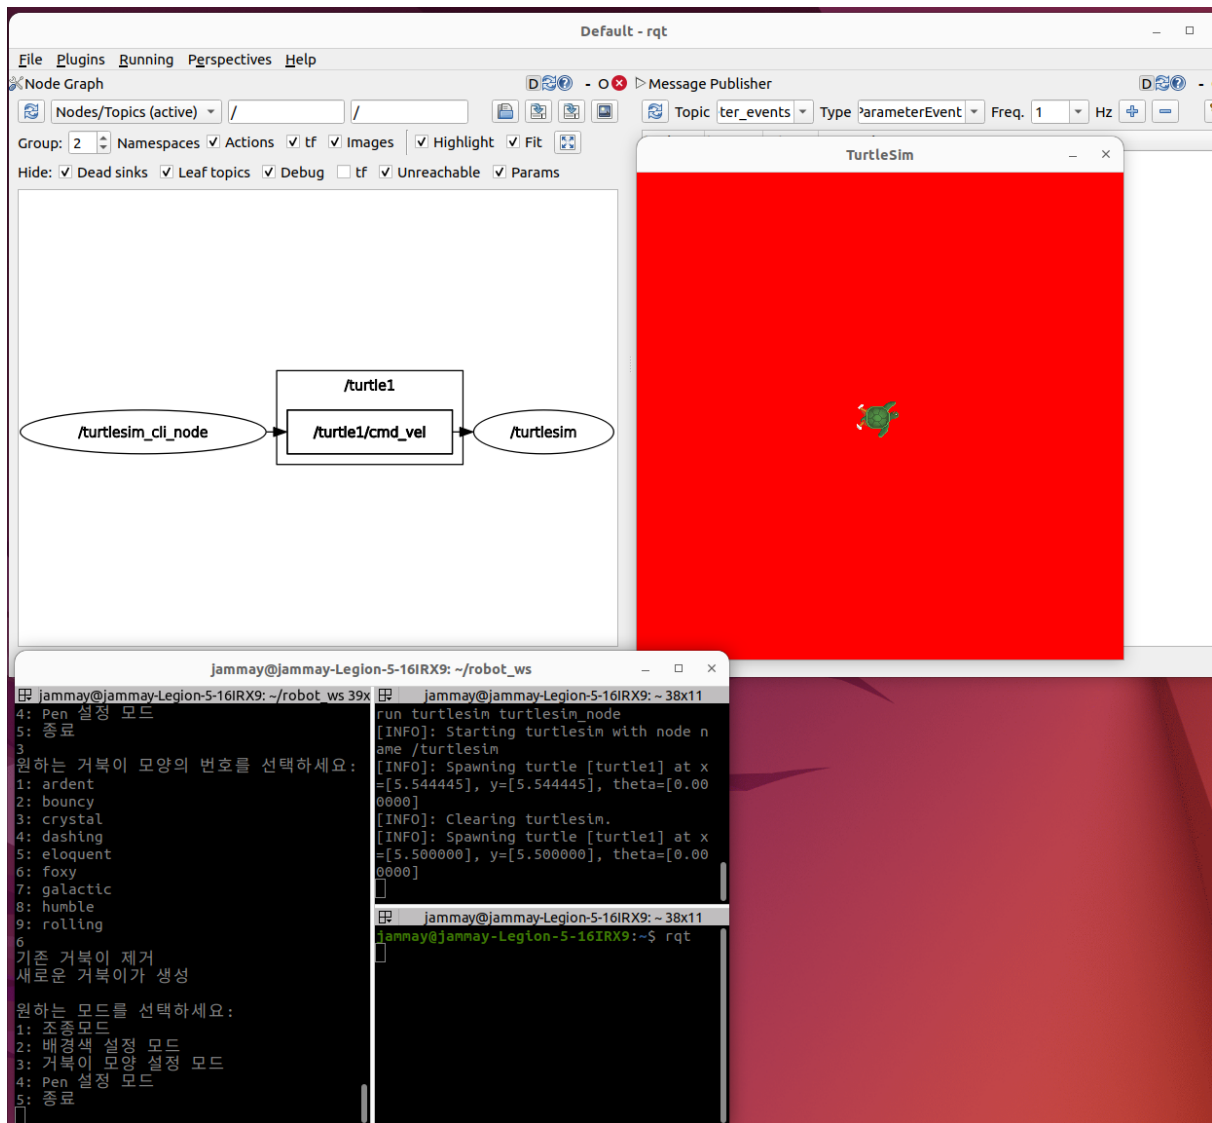 Default - rqt
File Plugins Running Perspectives Help
Node Graph
D
- O
Message Publisher
D
-
Nodes/Topics (active)
/
/
Topic ter_events Type ParameterEvent Freq. 1 Hz
Group: 2 Namespaces Actions tf Images Highlight Fit
Hide: Dead sinks Leaf topics Debug tf Unreachable Params
TurtleSim
/turtle1
/turtlesim_cli_node
/turtle1/cmd_vel
/turtlesim
jammay@jammay-Legion-5-16IRX9: ~/robot_ws
jammay@jammay-Legion-5-16IRX9: ~/robot_ws 39x
4: Pen 설정 모드
5: 종료
3
원하는 거북이 모양의 번호를 선택하세요:
1: ardent
2: bouncy
3: crystal
4: dashing
5: eloquent
6: foxy
7: galactic
8: humble
9: rolling
6
기존 거북이 제거
새로운 거북이가 생성
원하는 모드를 선택하세요:
1: 조종모드
2: 배경색 설정 모드
3: 거북이 모양 설정 모드
4: Pen 설정 모드
5: 종료
jammay@jammay-Legion-5-16IRX9: ~ 38x11
run turtlesim turtlesim_node
[INFO]: Starting turtlesim with node n
ame /turtlesim
[INFO]: Spawning turtle [turtle1] at x
=[5.544445], y=[5.544445], theta=[0.00
0000]
[INFO]: Clearing turtlesim.
[INFO]: Spawning turtle [turtle1] at x
=[5.500000], y=[5.500000], theta=[0.00
0000]
jammay@jammay-Legion-5-16IRX9: ~ 38x11
jammay@jammay-Legion-5-16IRX9:~$ rqt